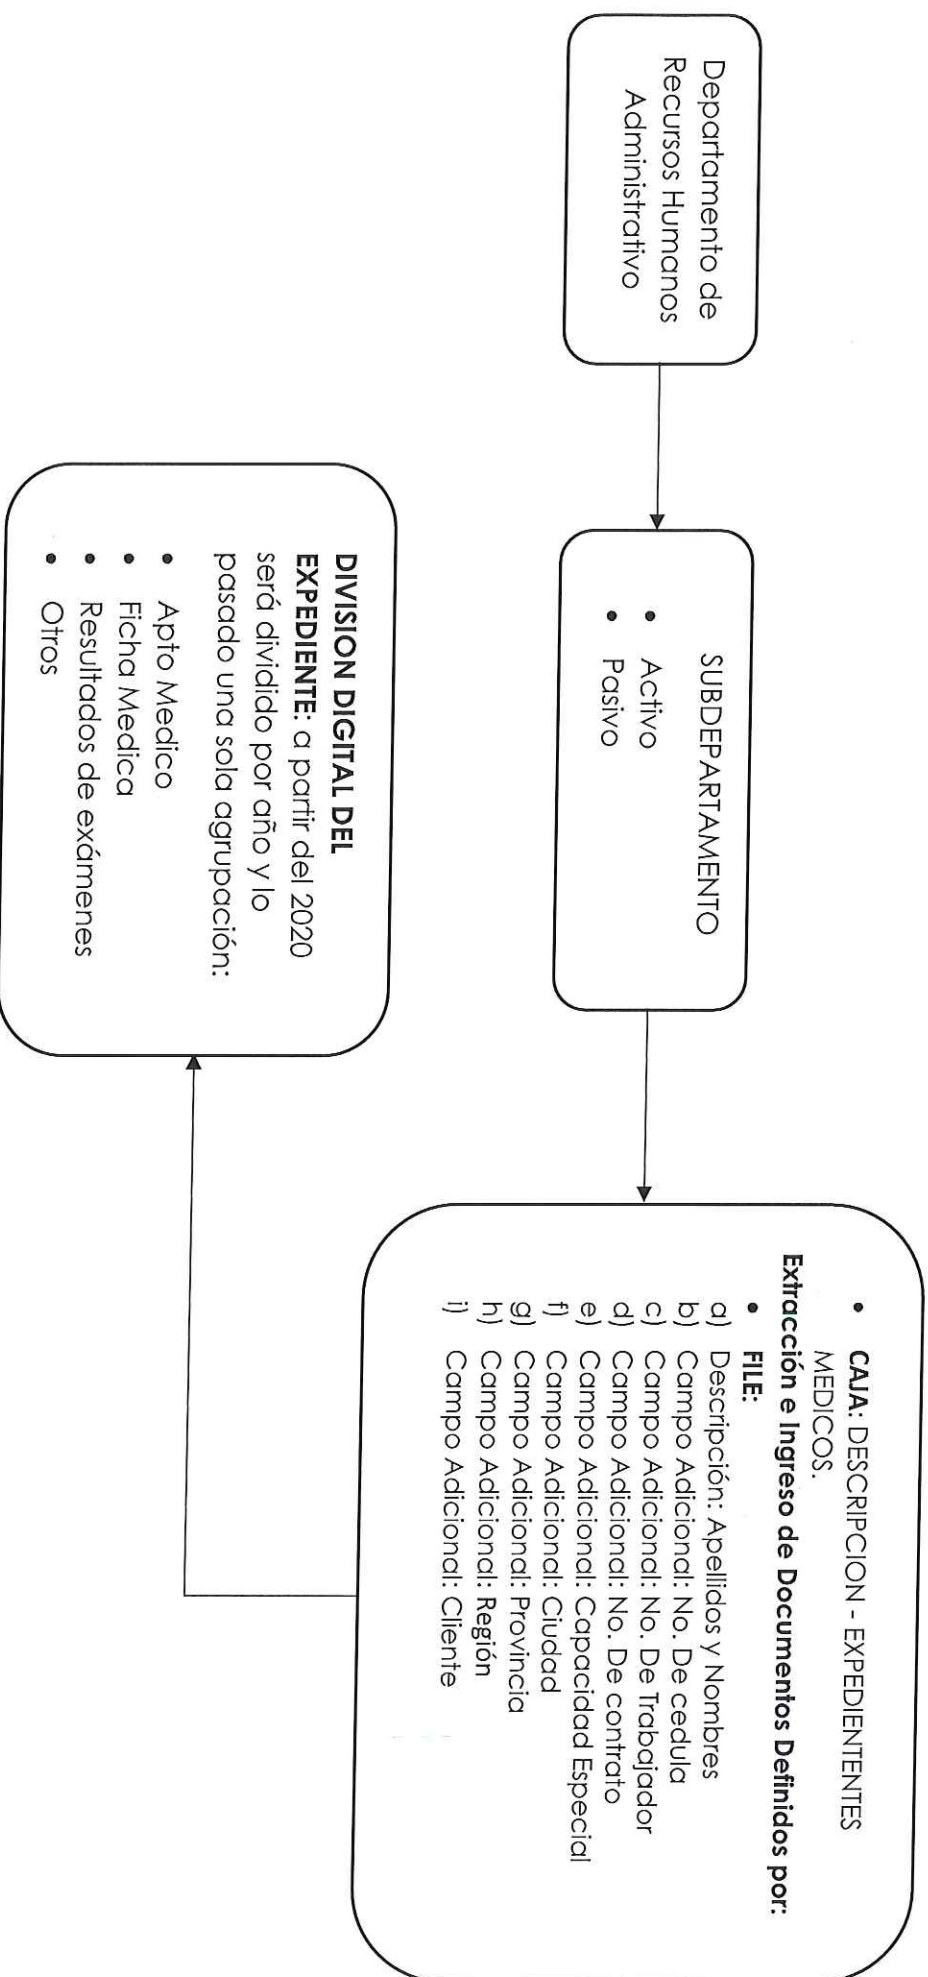 Departamento de
Recursos Humanos
Administrativo
SUBDEPARTAMENTO
• Activo
• Pasivo
• CAJA: DESCRIPCION - EXPEDIENTENTES
MEDICOS.
Extracción e Ingreso de Documentos Definidos por:
• FILE:
a) Descripción: Apellidos y Nombres
b) Campo Adicional: No. De cedula
c) Campo Adicional: No. De Trabajador
d) Campo Adicional: No. De contrato
e) Campo Adicional: Capacidad Especial
f) Campo Adicional: Ciudad
g) Campo Adicional: Provincia
h) Campo Adicional: Región
i) Campo Adicional: Cliente
DIVISION DIGITAL DEL
EXPEDIENTE: a partir del 2020
será dividido por año y lo
pasado una sola agrupación:
• Apto Medico
• Ficha Medica
• Resultados de exámenes
• Otros